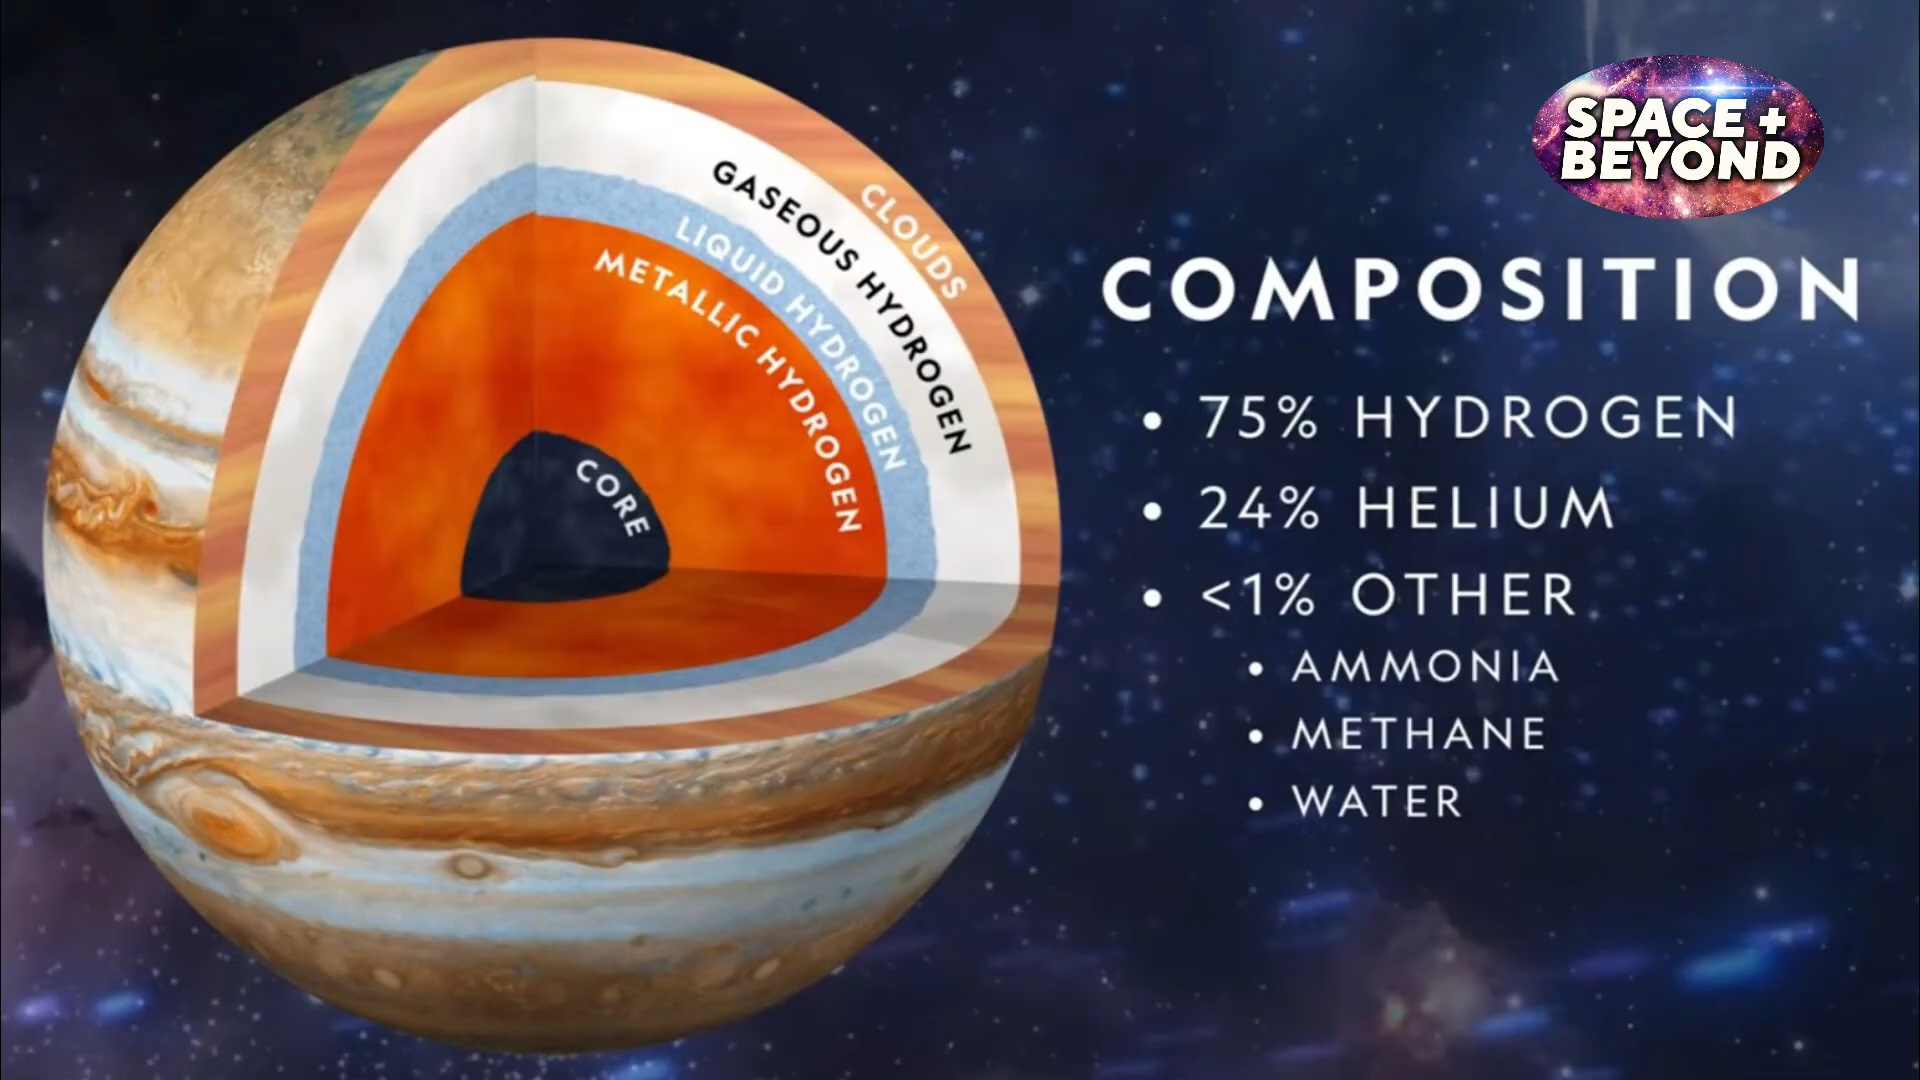 SPACE +
BEYOND
CLOUDS
GASEOUS HYDROGEN
LIQUID HYDROGEN
METALLIC HYDROGEN
CORE
COMPOSITION
• 75% HYDROGEN
• 24% HELIUM
• <1% OTHER
• AMMONIA
• METHANE
• WATER